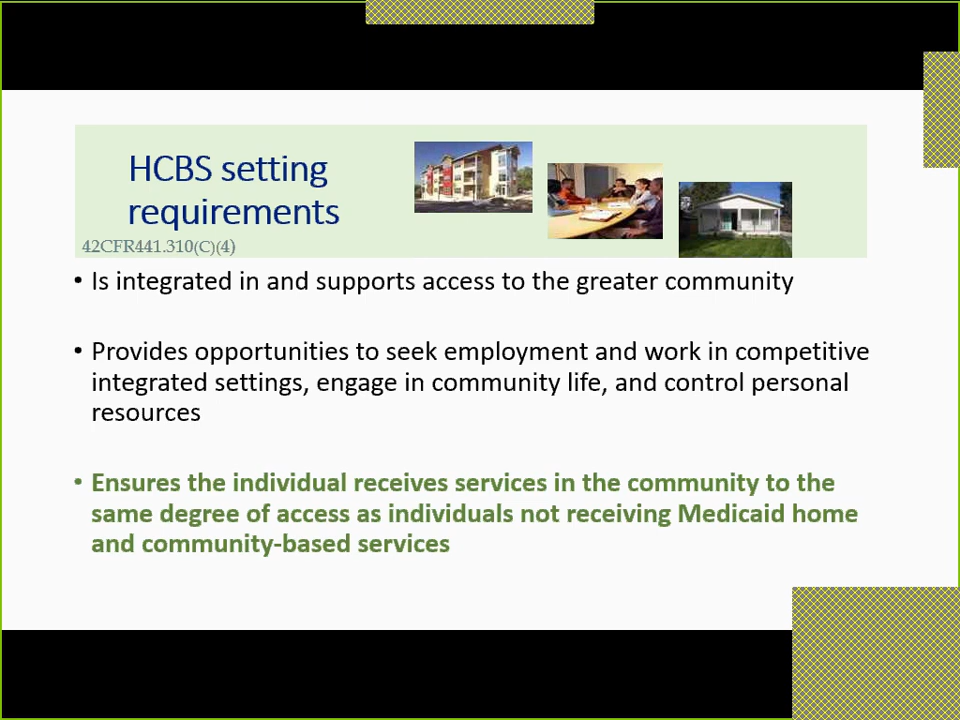 HCBS setting
requirements
42CFR441.310(C)(4)
• Is integrated in and supports access to the greater community
• Provides opportunities to seek employment and work in competitive
integrated settings, engage in community life, and control personal
resources
• Ensures the individual receives services in the community to the
same degree of access as individuals not receiving Medicaid home
and community-based services